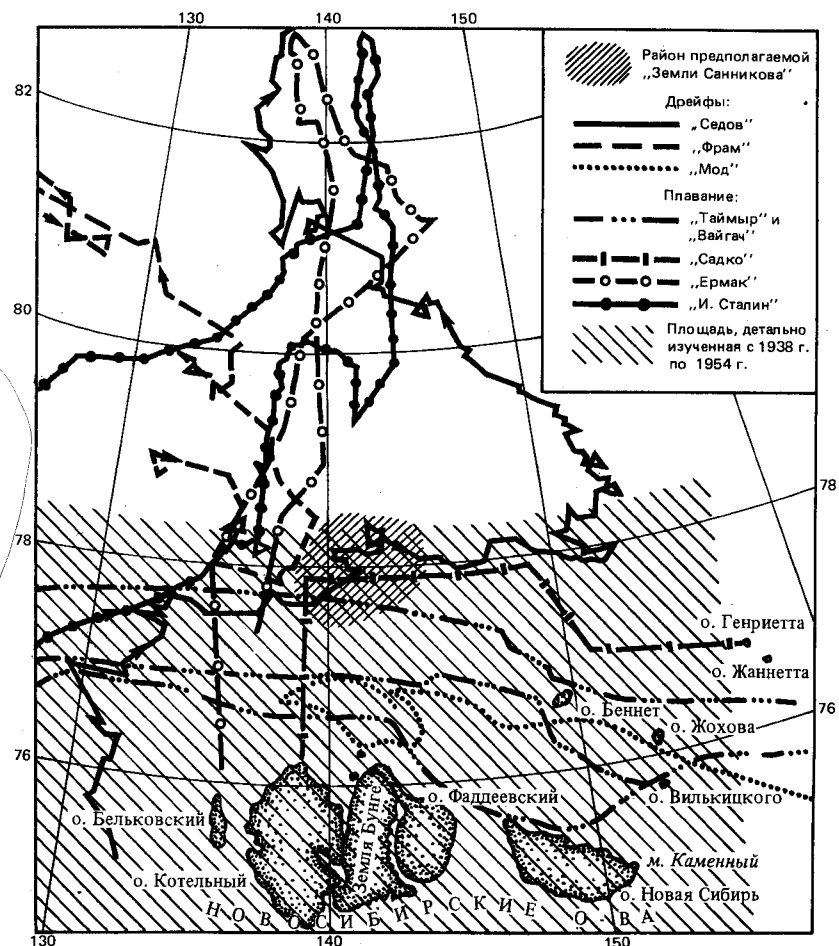 130
140
150
Район предполагаемой
„Земли Санникова”
Дрейфы:
„Седов”
„Фрам”
„Мод”
Плавание:
„Таймыр” и
„Вайгач”
„Садко”
„Ермак”
„И. Сталин”
Площадь, детально
изученная с 1938 г.
по 1954 г.
82
80
78
78
о. Генриетта
о. Жаннетта
76
о. Беннет
о. Жохова
76
о. Вилькицкого
о. Фаддеевский
о. Бельковский
Земля Бунге
м. Каменный
о. Котельный
о. Новая Сибирь
НОВОСИБИРСКИЕ О-ВА
130
140
150